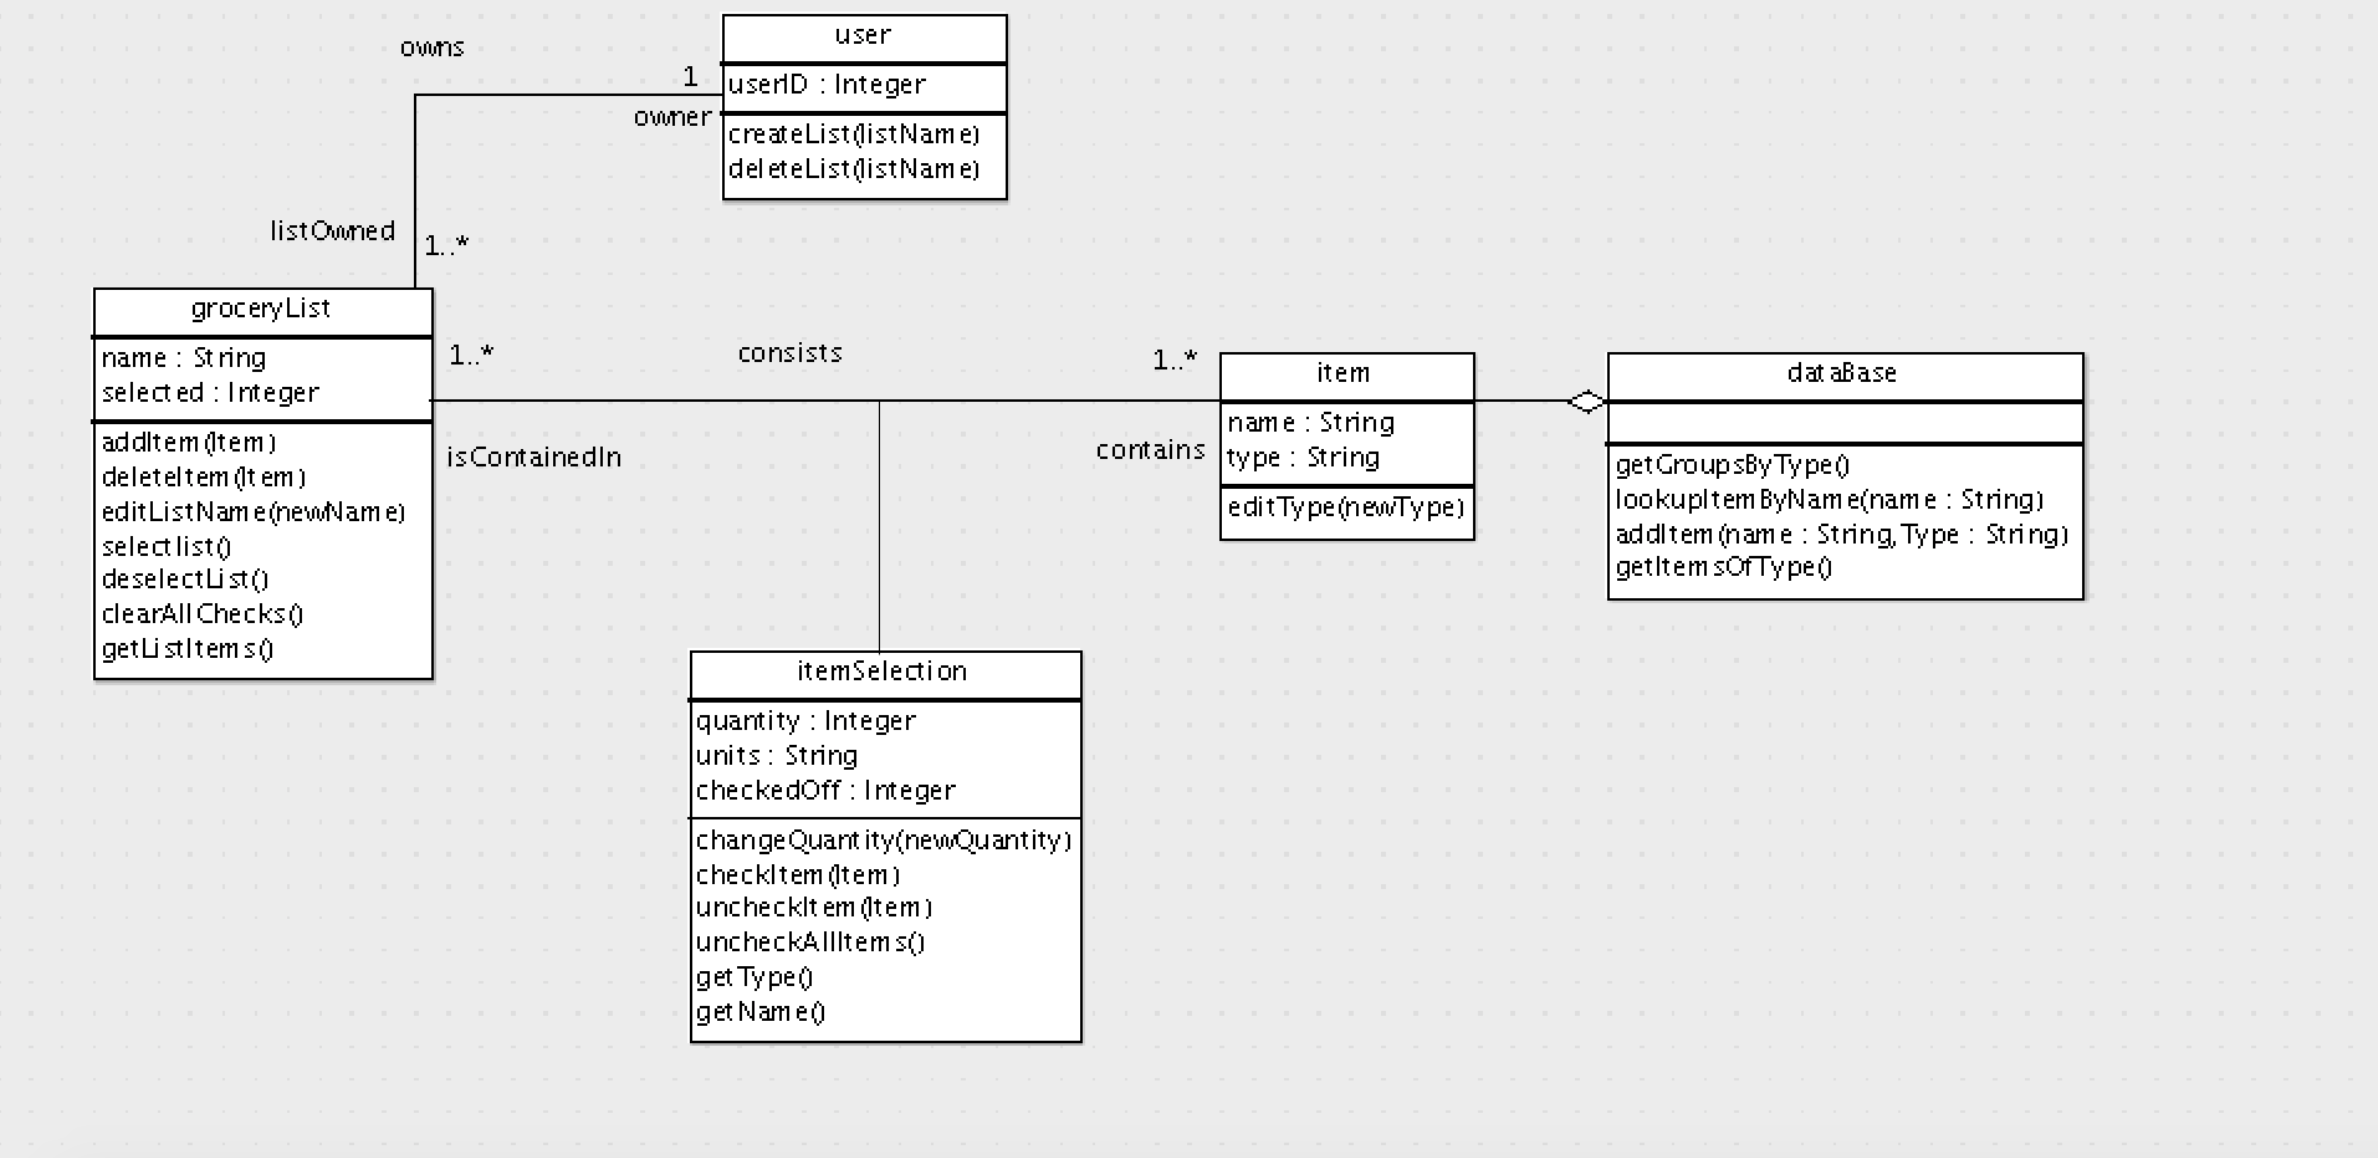 owns
user
1
userID : Integer
owner
createList(listName)
deleteList(listName)
listOwned
1..*
groceryList
name : String
selected : Integer
addItem(Item)
deleteItem(Item)
editListName(newName)
selectlist()
deselectList()
clearAllChecks()
getListItems()
1..*
consists
1..*
isContainedIn
contains
item
name : String
type : String
editType(newType)
dataBase
getGroupsByType()
lookupItemByName(name : String)
addItem(name : String,Type : String)
getItemsOfType()
itemSelection
quantity : Integer
units : String
checkedOff : Integer
changeQuantity(newQuantity)
checkItem(Item)
uncheckItem(Item)
uncheckAllItems()
getType()
getName()